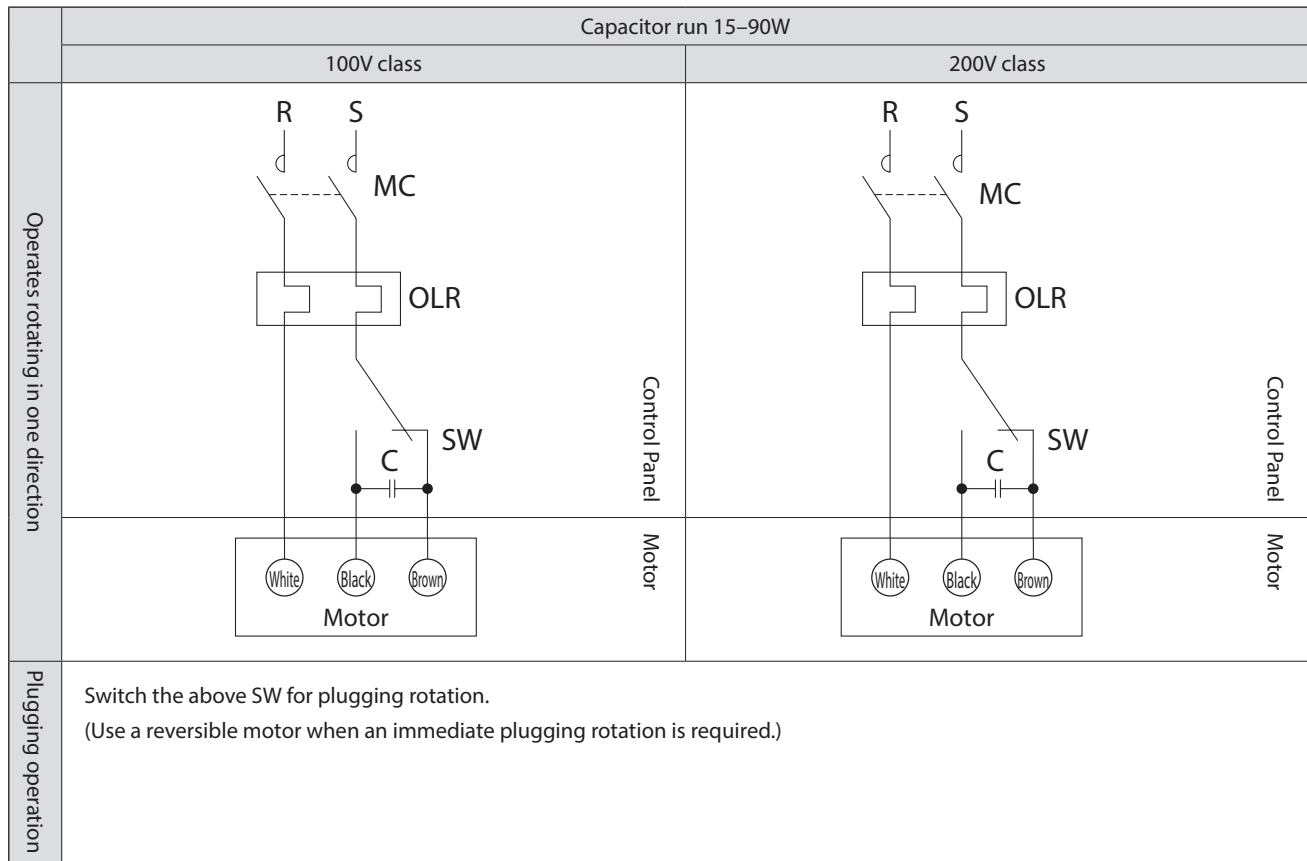 Capacitor run 15–90W
100V class
200V class
Operates rotating in one direction
R S
MC
OLR
SW
C
Control Panel
White Black Brown
Motor
Motor
R S
MC
OLR
SW
C
Control Panel
White Black Brown
Motor
Motor
Plugging operation
Switch the above SW for plugging rotation.
(Use a reversible motor when an immediate plugging rotation is required.)